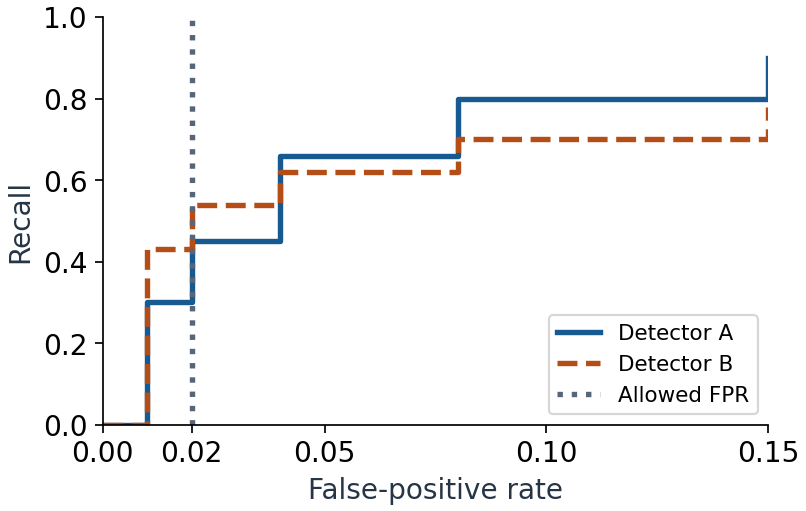 1.0
0.8
0.6
0.4
0.2
0.0
Recall
Detector A
Detector B
Allowed FPR
0.00 0.02 0.05 0.10 0.15
False-positive rate